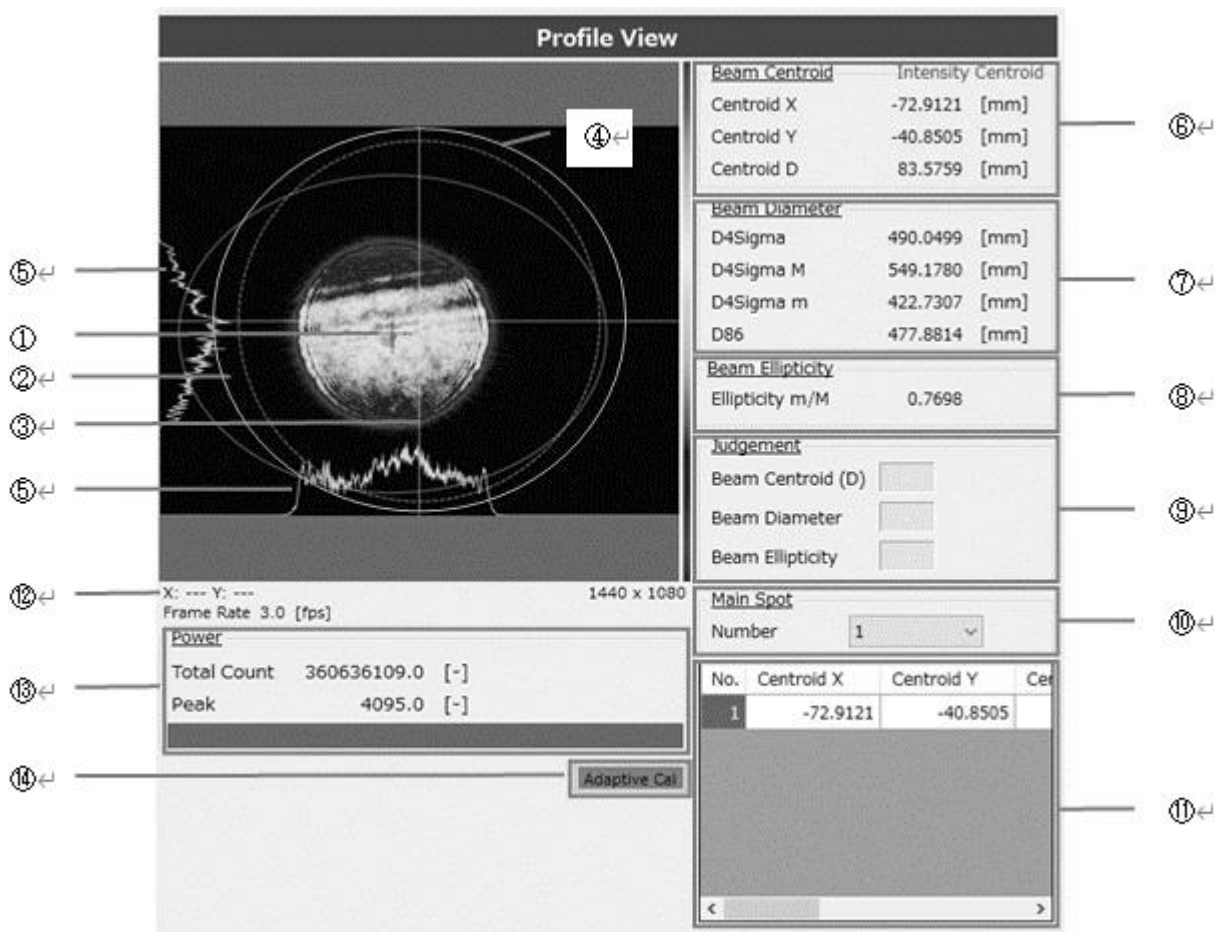 Profile View
Beam Centroid Intensity Centroid
Centroid X -72.9121 [mm]
Centroid Y -40.8505 [mm]
Centroid D 83.5759 [mm]
④↵
⑥↵
Beam Diameter
D4Sigma 490.0499 [mm]
D4Sigma M 549.1780 [mm]
D4Sigma m 422.7307 [mm]
D86 477.8814 [mm]
⑦↵
⑤↵
①
②↵
③↵
⑤↵
Beam Ellipticity
Ellipticity m/M 0.7698
⑧↵
Judgement
Beam Centroid (D)
Beam Diameter
Beam Ellipticity
⑨↵
⑫↵
X: --- Y: --- 1440 x 1080
Frame Rate 3.0 [fps]
Main Spot
Number 1
⑩↵
Power
Total Count 360636109.0 [-]
Peak 4095.0 [-]
⑬↵
⑭↵
Adaptive Cal
No. Centroid X Centroid Y Cer
1 -72.9121 -40.8505
⑪↵